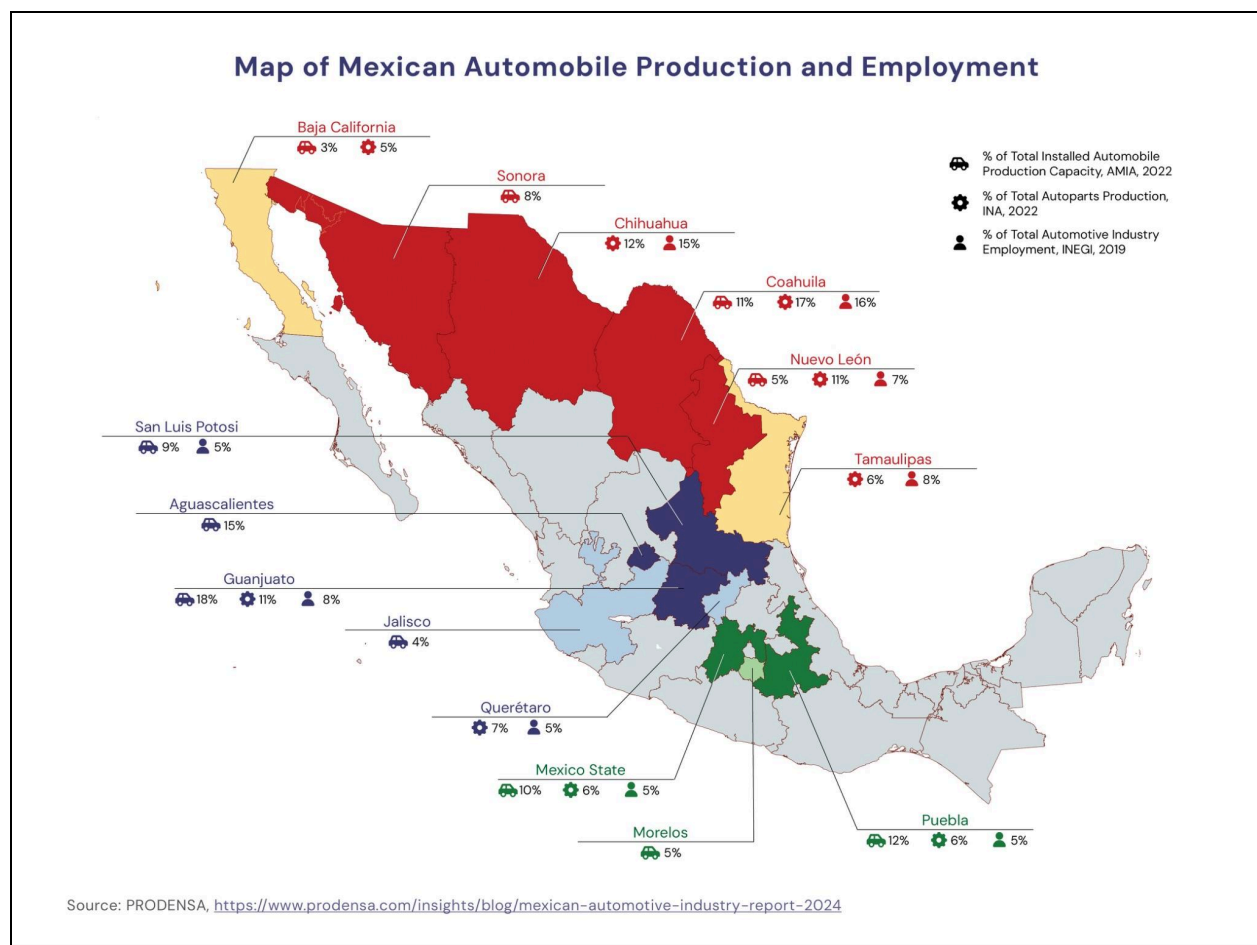 Map of Mexican Automobile Production and Employment
Baja California
3% 5%
Sonora
8%
Chihuahua
12% 15%
Coahuila
11% 17% 16%
Nuevo León
5% 11% 7%
Tamaulipas
6% 8%
% of Total Installed Automobile
Production Capacity, AMIA, 2022
% of Total Autoparts Production,
INA, 2022
% of Total Automotive Industry
Employment, INEGI, 2019
San Luis Potosi
9% 5%
Aguascalientes
15%
Guanjuato
18% 11% 8%
Jalisco
4%
Querétaro
7% 5%
Mexico State
10% 6% 5%
Morelos
5%
Puebla
12% 6% 5%
Source: PRODENSA, https://www.prodensa.com/insights/blog/mexican-automotive-industry-report-2024